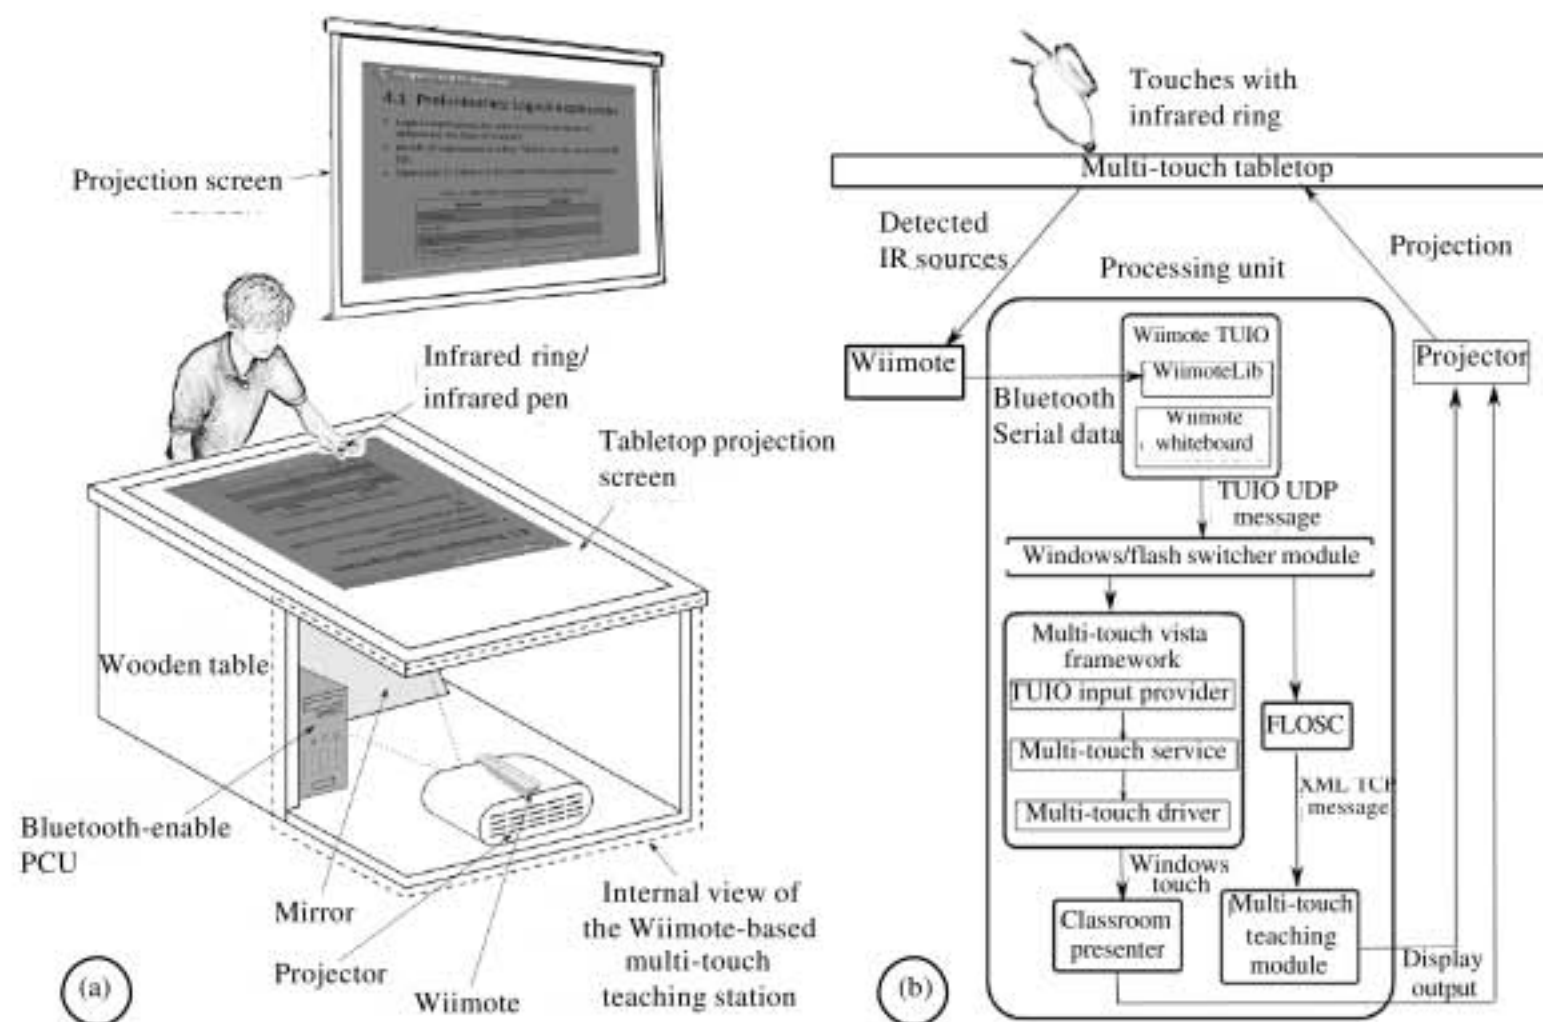 Projection screen
Infrared ring/
infrared pen
Tabletop projection
screen
Wooden table
Bluetooth-enable
PCU
Mirror
Projector
Wiimote
Internal view of
the Wiimote-based
multi-touch
teaching station
(a)
Touches with
infrared ring
Multi-touch tabletop
Detected
IR sources
Projection
Processing unit
Wiimote
Projector
Wiimote TUIO
WiimoteLib
Wiimote
whiteboard
Bluetooth
Serial data
TUIO UDP
message
Windows/flash switcher module
Multi-touch vista
framework
TUIO input provider
Multi-touch service
Multi-touch driver
FLOSC
XML TCP
message
Windows
touch
Classroom
presenter
Multi-touch
teaching
module
Display
output
(b)